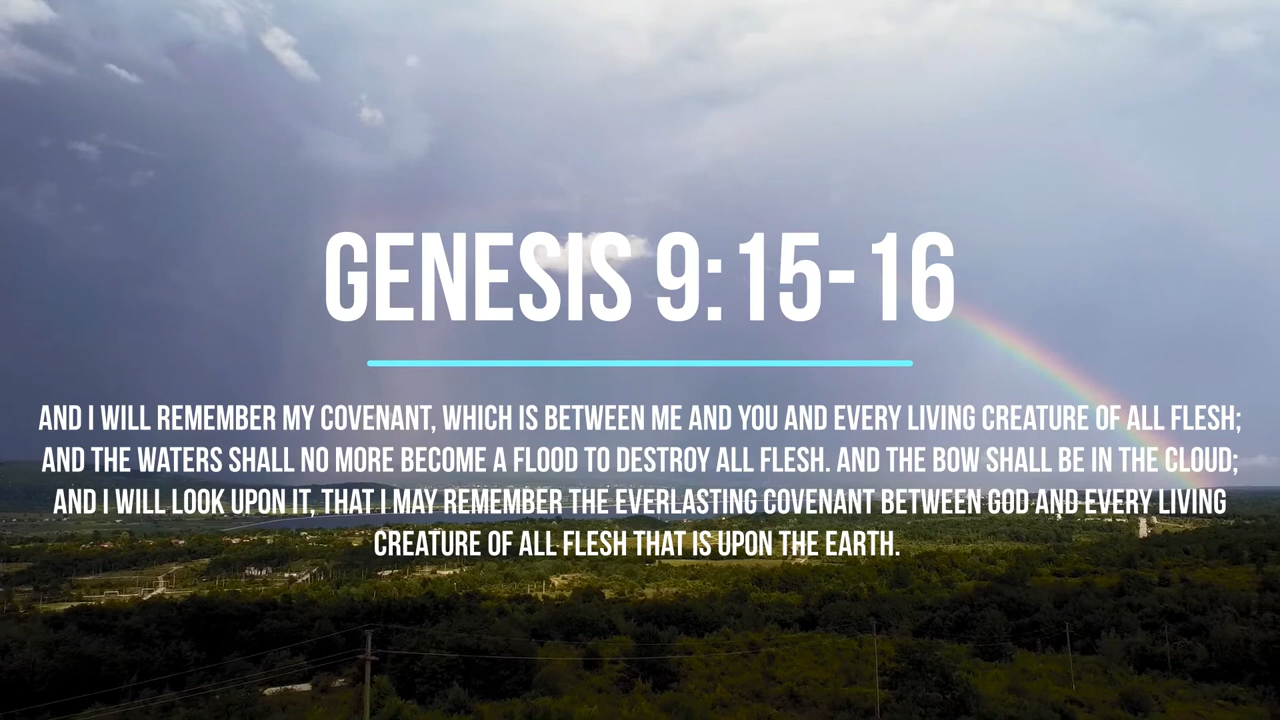 GENESIS 9:15-16
AND I WILL REMEMBER MY COVENANT, WHICH IS BETWEEN ME AND YOU AND EVERY LIVING CREATURE OF ALL FLESH;
AND THE WATERS SHALL NO MORE BECOME A FLOOD TO DESTROY ALL FLESH. AND THE BOW SHALL BE IN THE CLOUD;
AND I WILL LOOK UPON IT, THAT I MAY REMEMBER THE EVERLASTING COVENANT BETWEEN GOD AND EVERY LIVING
CREATURE OF ALL FLESH THAT IS UPON THE EARTH.